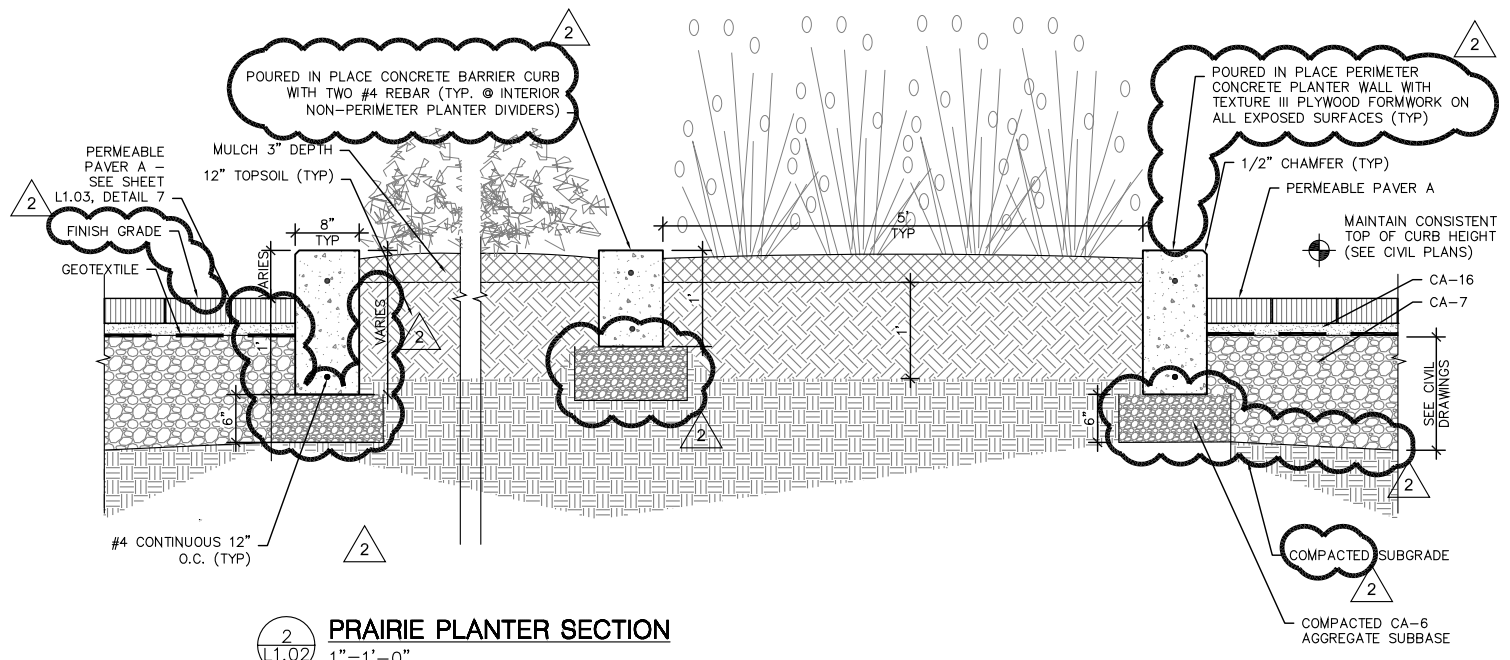 2
POURED IN PLACE CONCRETE BARRIER CURB
WITH TWO #4 REBAR (TYP. @ INTERIOR
NON-PERIMETER PLANTER DIVIDERS)
2
POURED IN PLACE PERIMETER
CONCRETE PLANTER WALL WITH
TEXTURE III PLYWOOD FORMWORK ON
ALL EXPOSED SURFACES (TYP)
MULCH 3" DEPTH
12" TOPSOIL (TYP)
PERMEABLE
PAVER A –
SEE SHEET
L1.03, DETAIL 7
2
FINISH GRADE
GEOTEXTILE
1/2" CHAMFER (TYP)
PERMEABLE PAVER A
MAINTAIN CONSISTENT
TOP OF CURB HEIGHT
(SEE CIVIL PLANS)
CA-16
CA-7
8"
TYP
5'
TYP
VARIES
VARIES
1'
1'
1'
6"
6"
2
2
SEE CIVIL
DRAWINGS
2
#4 CONTINUOUS 12"
O.C. (TYP)
2
COMPACTED SUBGRADE
2
COMPACTED CA-6
AGGREGATE SUBBASE
2
L1.02
PRAIRIE PLANTER SECTION
1"=1'-0"